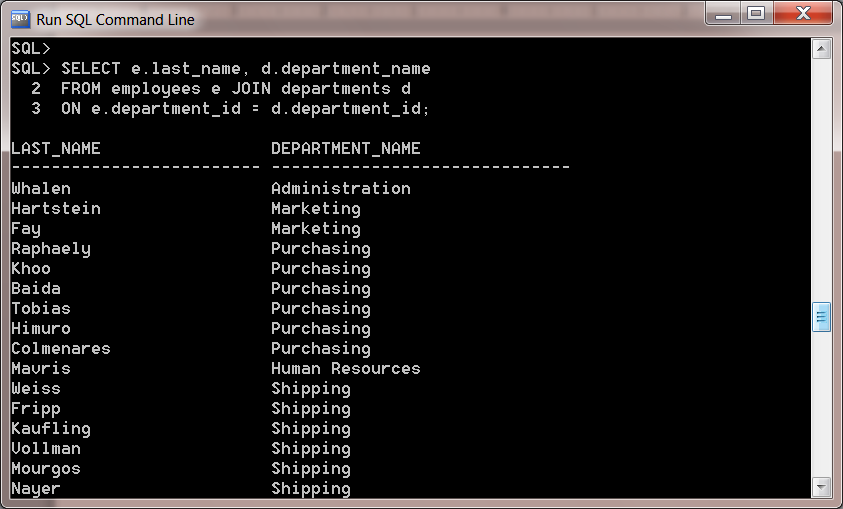 Run SQL Command Line
SQL>
SQL> SELECT e.last_name, d.department_name
  2  FROM employees e JOIN departments d
  3  ON e.department_id = d.department_id;
LAST_NAME                 DEPARTMENT_NAME
------------------------- ------------------------------
Whalen                    Administration
Hartstein                 Marketing
Fay                       Marketing
Raphaely                  Purchasing
Khoo                      Purchasing
Baida                     Purchasing
Tobias                    Purchasing
Himuro                    Purchasing
Colmenares                Purchasing
Mavris                    Human Resources
Weiss                     Shipping
Fripp                     Shipping
Kaufling                  Shipping
Vollman                   Shipping
Mourgos                   Shipping
Nayer                     Shipping